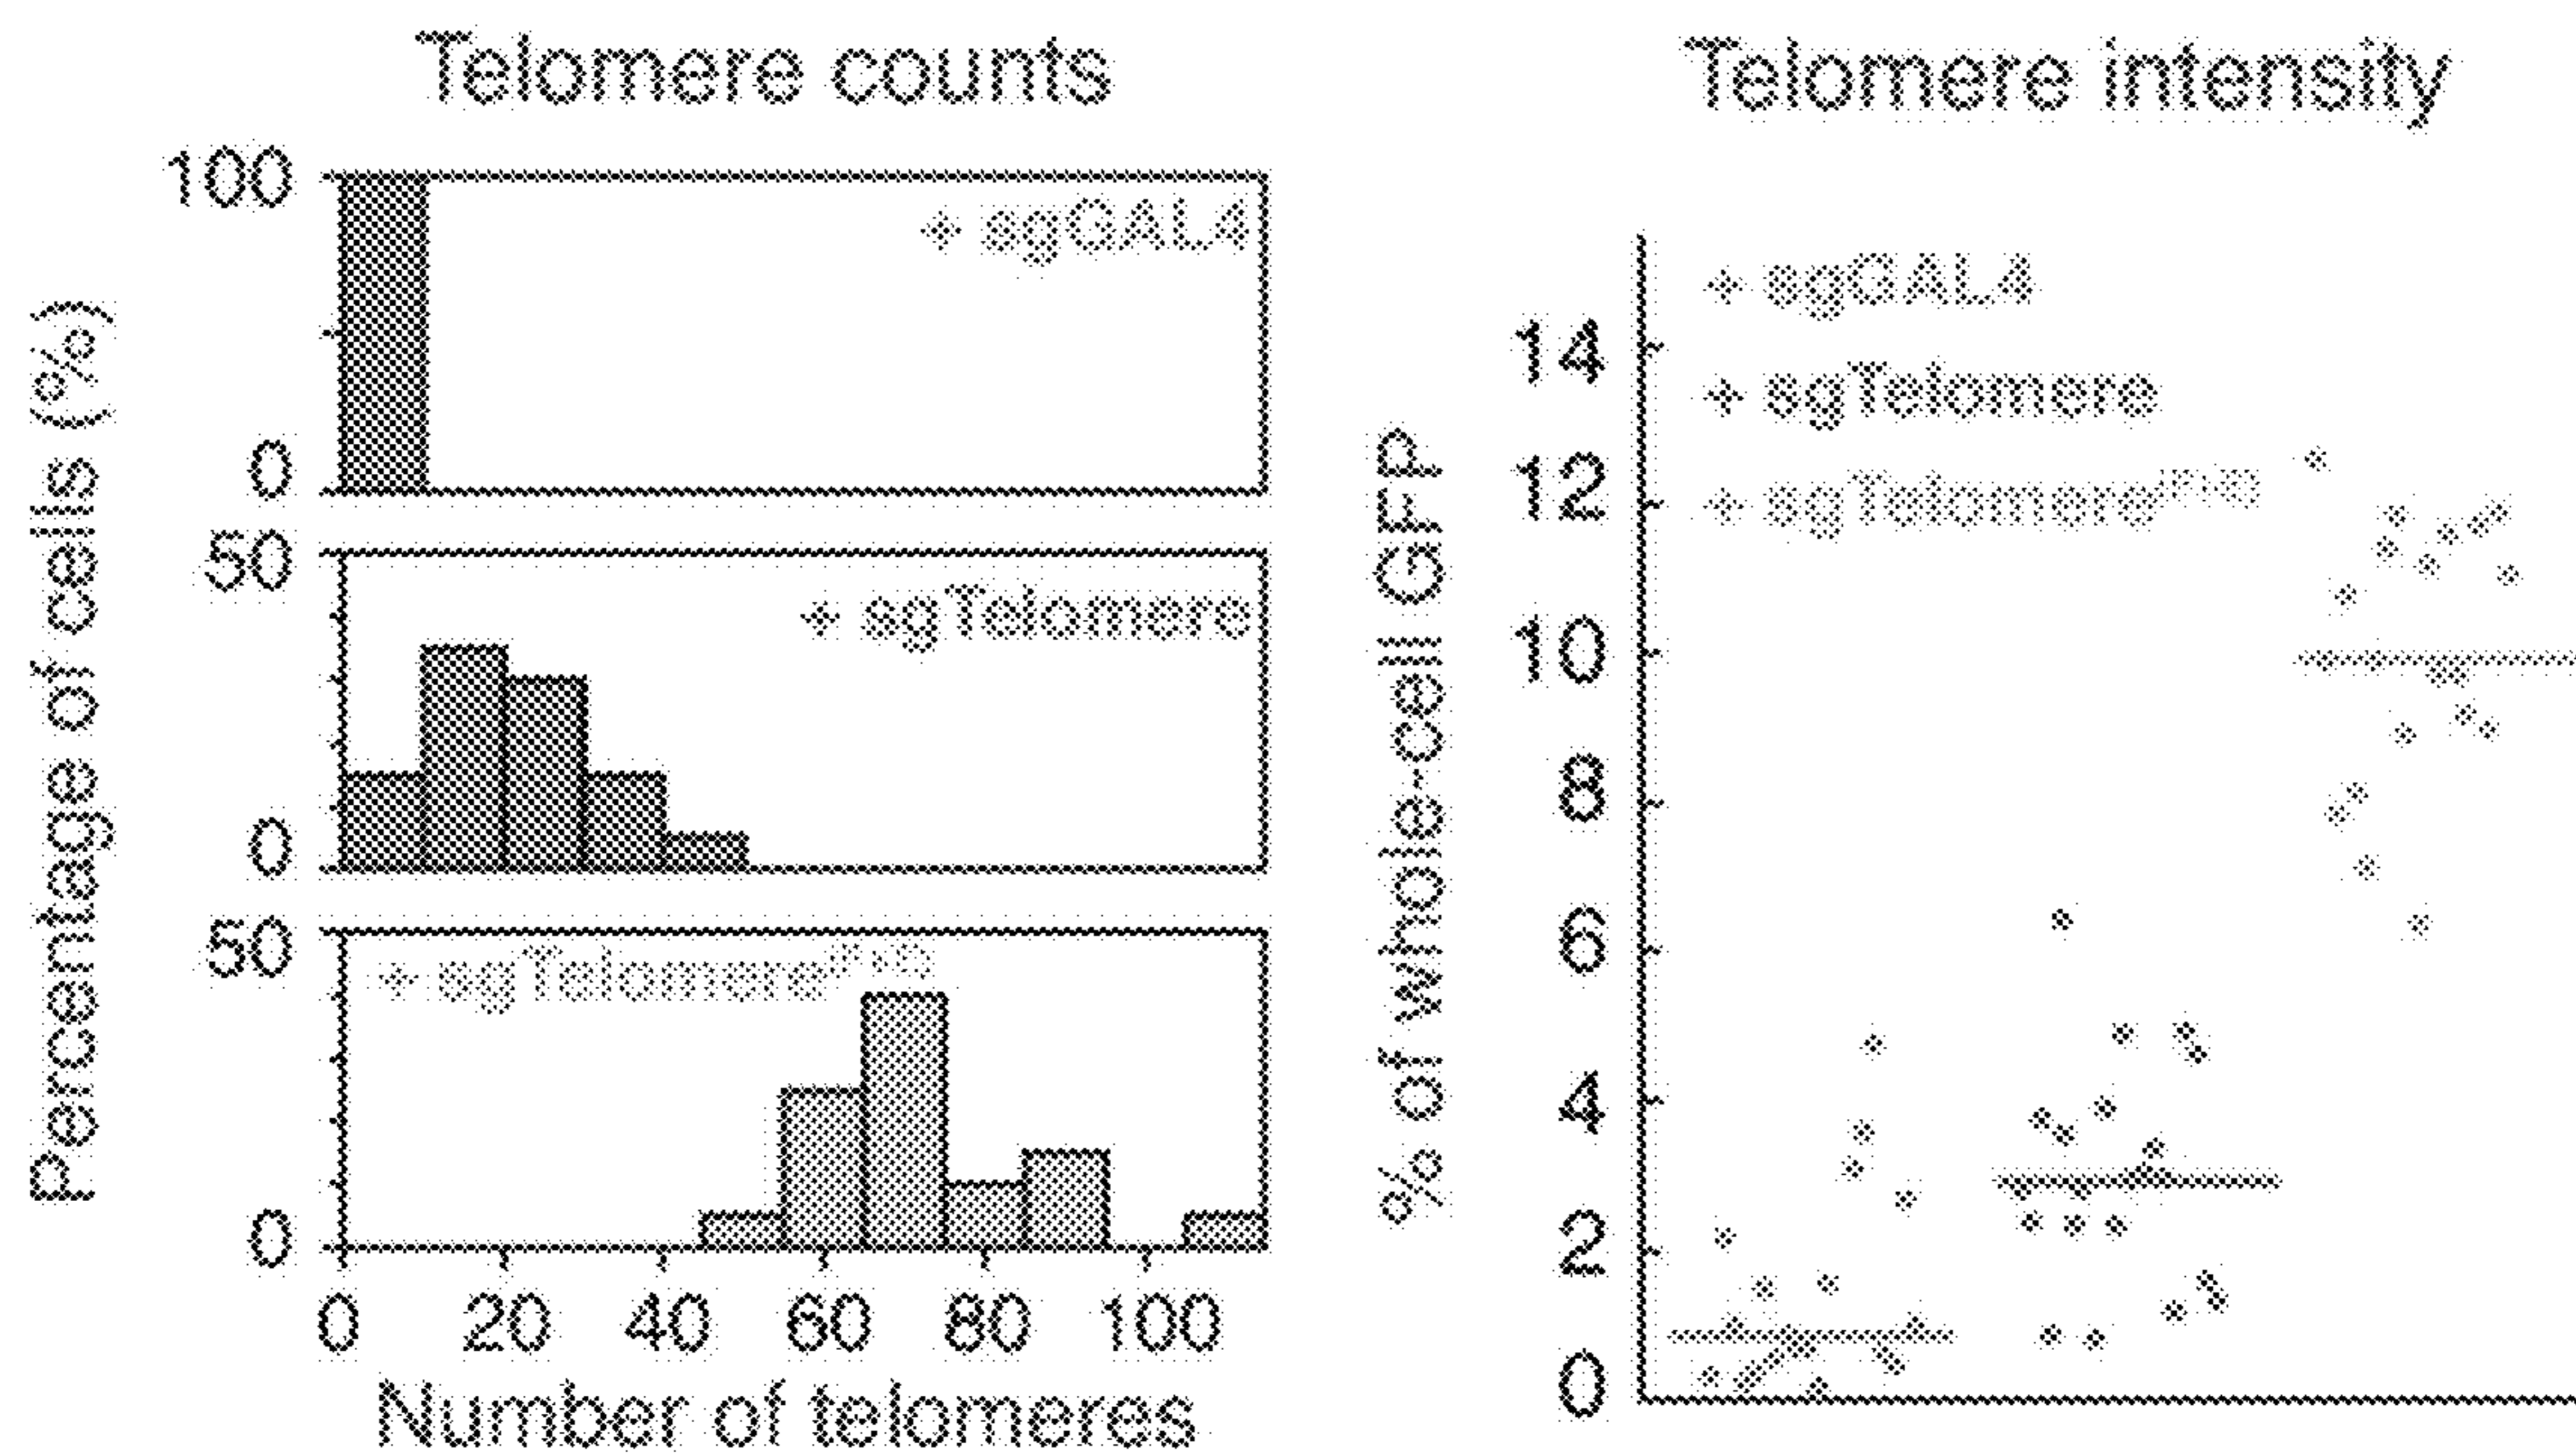 Telomere counts
Percentage of cells (%)
100
0
+ sgGAL4
50
0
+ sgTelomere
50
0
+ sgTelomere
0 20 40 60 80 100
Number of telomeres
Telomere intensity
% of whole-cell GFP
14
12
10
8
6
4
2
0
+ sgGAL4
+ sgTelomere
+ sgTelomere